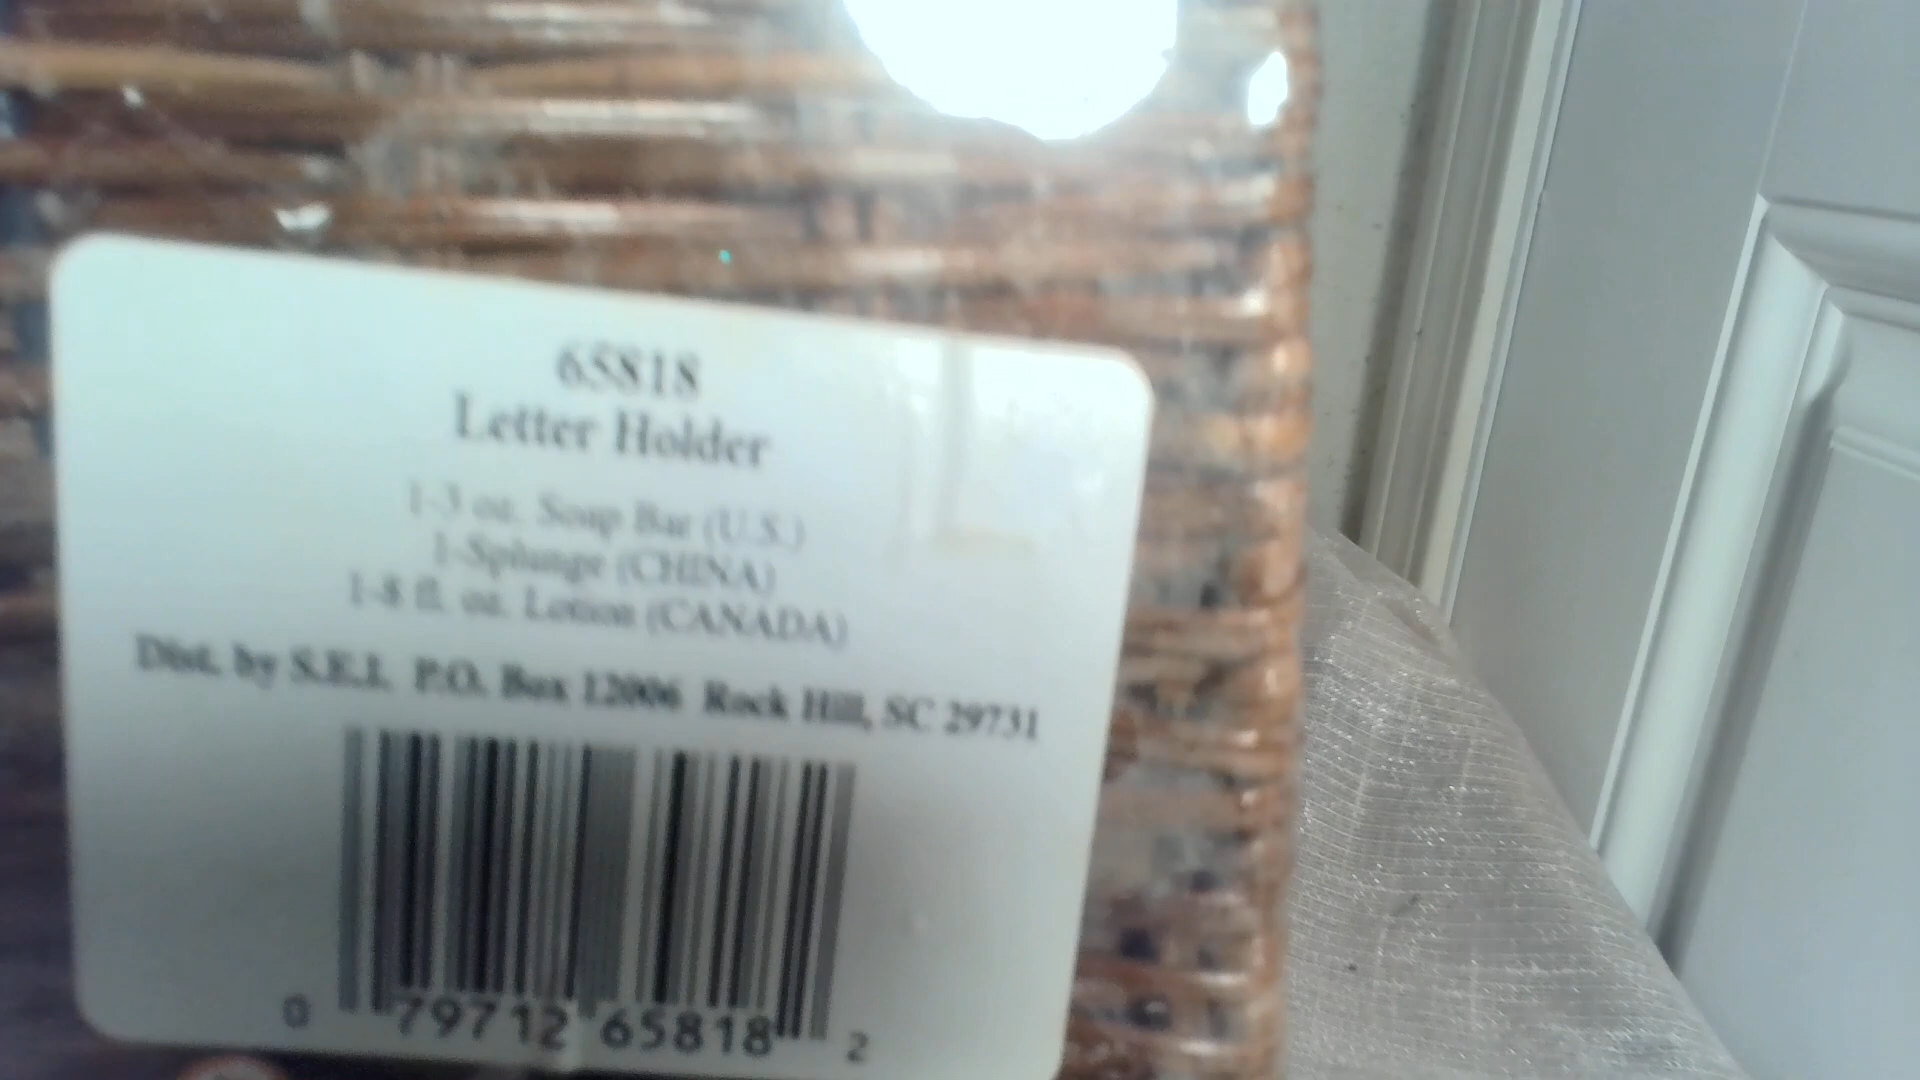 65818
Letter Holder
1-3 oz. Soap Bar (U.S.)
1-Splunge (CHINA)
1-8 fl. oz. Lotion (CANADA)
Dist. by S.E.I. P.O. Box 12006 Rock Hill, SC 29731
0 79712 65818 2